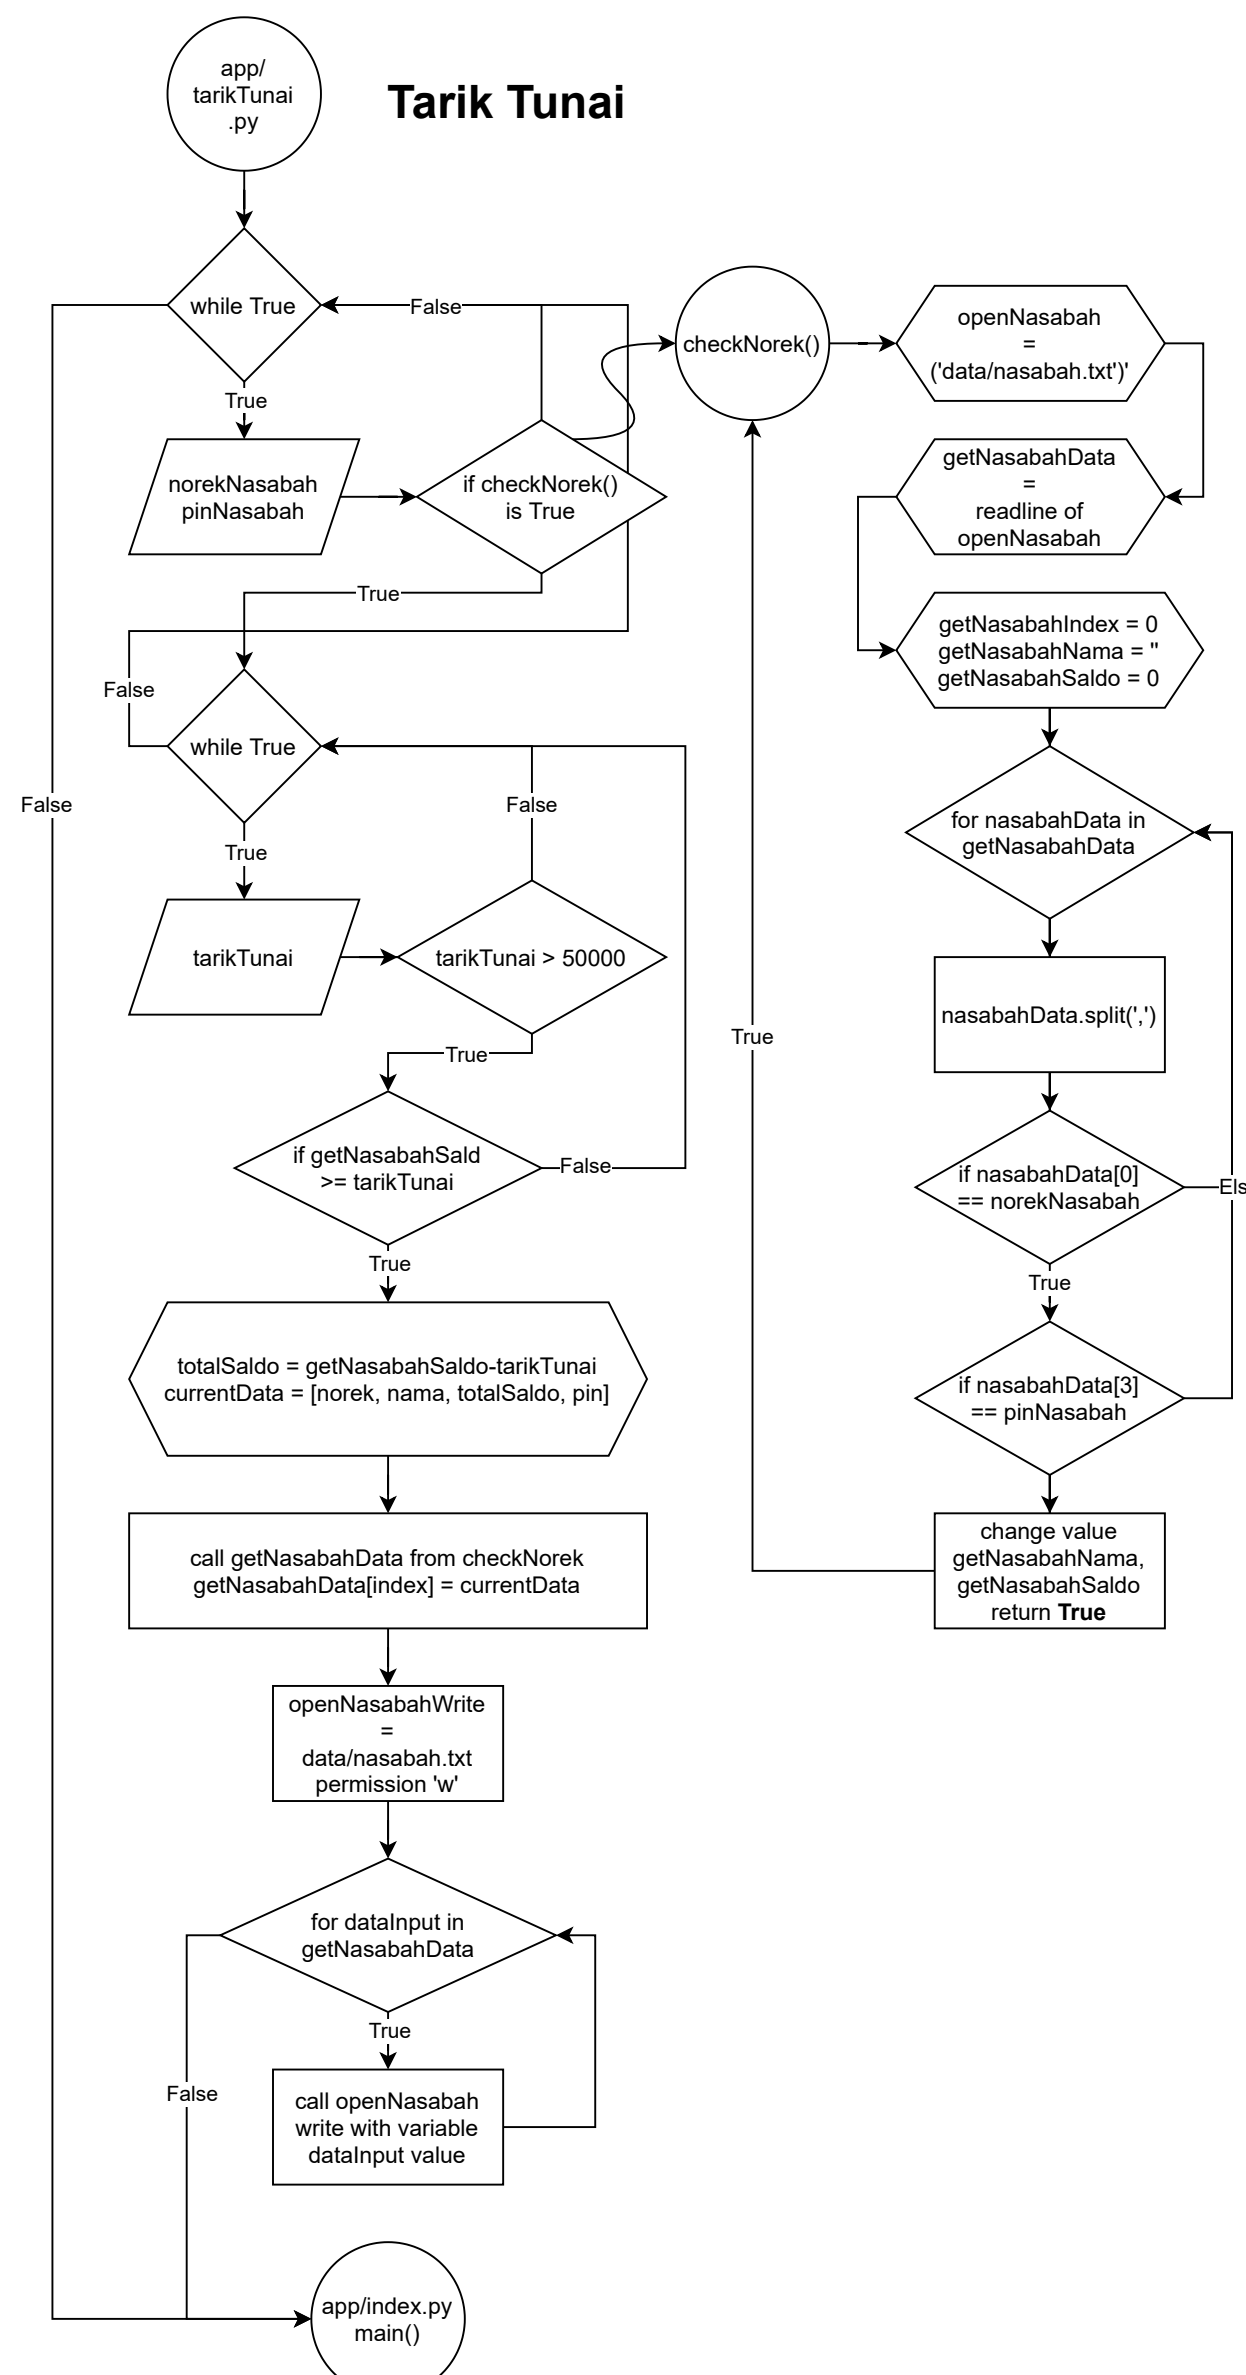 app/
tarikTunai
.py
Tarik Tunai
while True
False
True
norekNasabah
pinNasabah
if checkNorek()
is True
True
False
while True
False
True
tarikTunai
tarikTunai > 50000
False
True
if getNasabahSald
>= tarikTunai
False
True
totalSaldo = getNasabahSaldo-tarikTunai
currentData = [norek, nama, totalSaldo, pin]
call getNasabahData from checkNorek
getNasabahData[index] = currentData
openNasabahWrite
=
data/nasabah.txt
permission 'w'
for dataInput in
getNasabahData
True
False
call openNasabah
write with variable
dataInput value
app/index.py
main()
checkNorek()
openNasabah
=
('data/nasabah.txt')'
getNasabahData
=
readline of
openNasabah
getNasabahIndex = 0
getNasabahNama = ''
getNasabahSaldo = 0
for nasabahData in
getNasabahData
nasabahData.split(',')
True
if nasabahData[0]
== norekNasabah
Els
True
if nasabahData[3]
== pinNasabah
change value
getNasabahNama,
getNasabahSaldo
return True